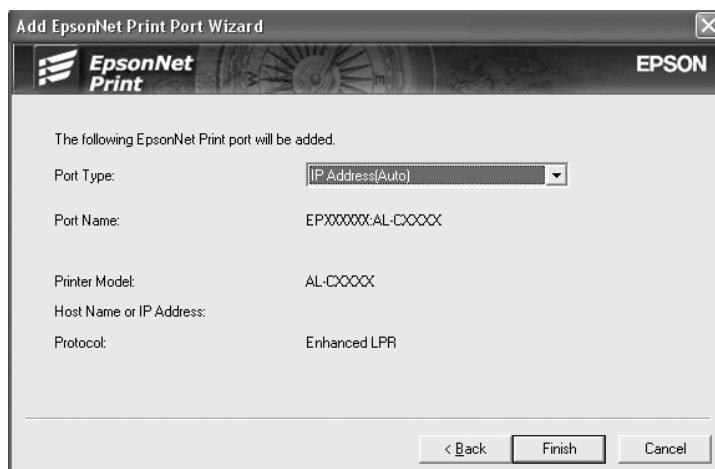 Add EpsonNet Print Port Wizard
EpsonNet
Print
EPSON
The following EpsonNet Print port will be added.
Port Type: IP Address(Auto)
Port Name: EPXXXXXX:AL-CXXXX
Printer Model: AL-CXXXX
Host Name or IP Address:
Protocol: Enhanced LPR
< Back Finish Cancel